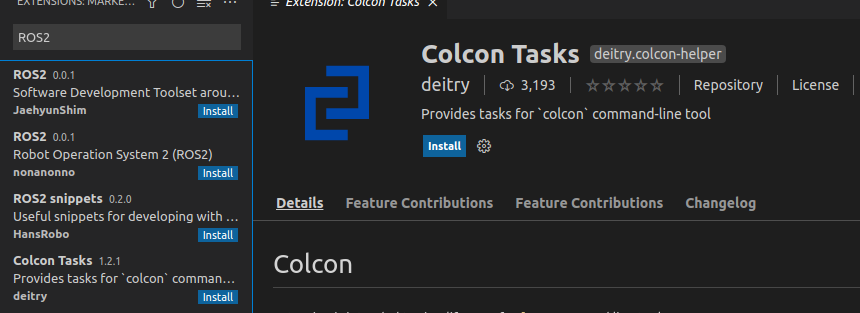 EXTENSIONS: MARKE...
ROS2
ROS2 0.0.1
Software Development Toolset arou...
JaehyunShim Install
ROS2 0.0.1
Robot Operation System 2 (ROS2)
nonanonno Install
ROS2 snippets 0.2.0
Useful snippets for developing with ...
HansRobo Install
Colcon Tasks 1.2.1
Provides tasks for `colcon` comman...
deitry Install
Extension: Colcon Tasks
Colcon Tasks deitry.colcon-helper
deitry 3,193 Repository License
Provides tasks for `colcon` command-line tool
Install
Details Feature Contributions Feature Contributions Changelog
Colcon